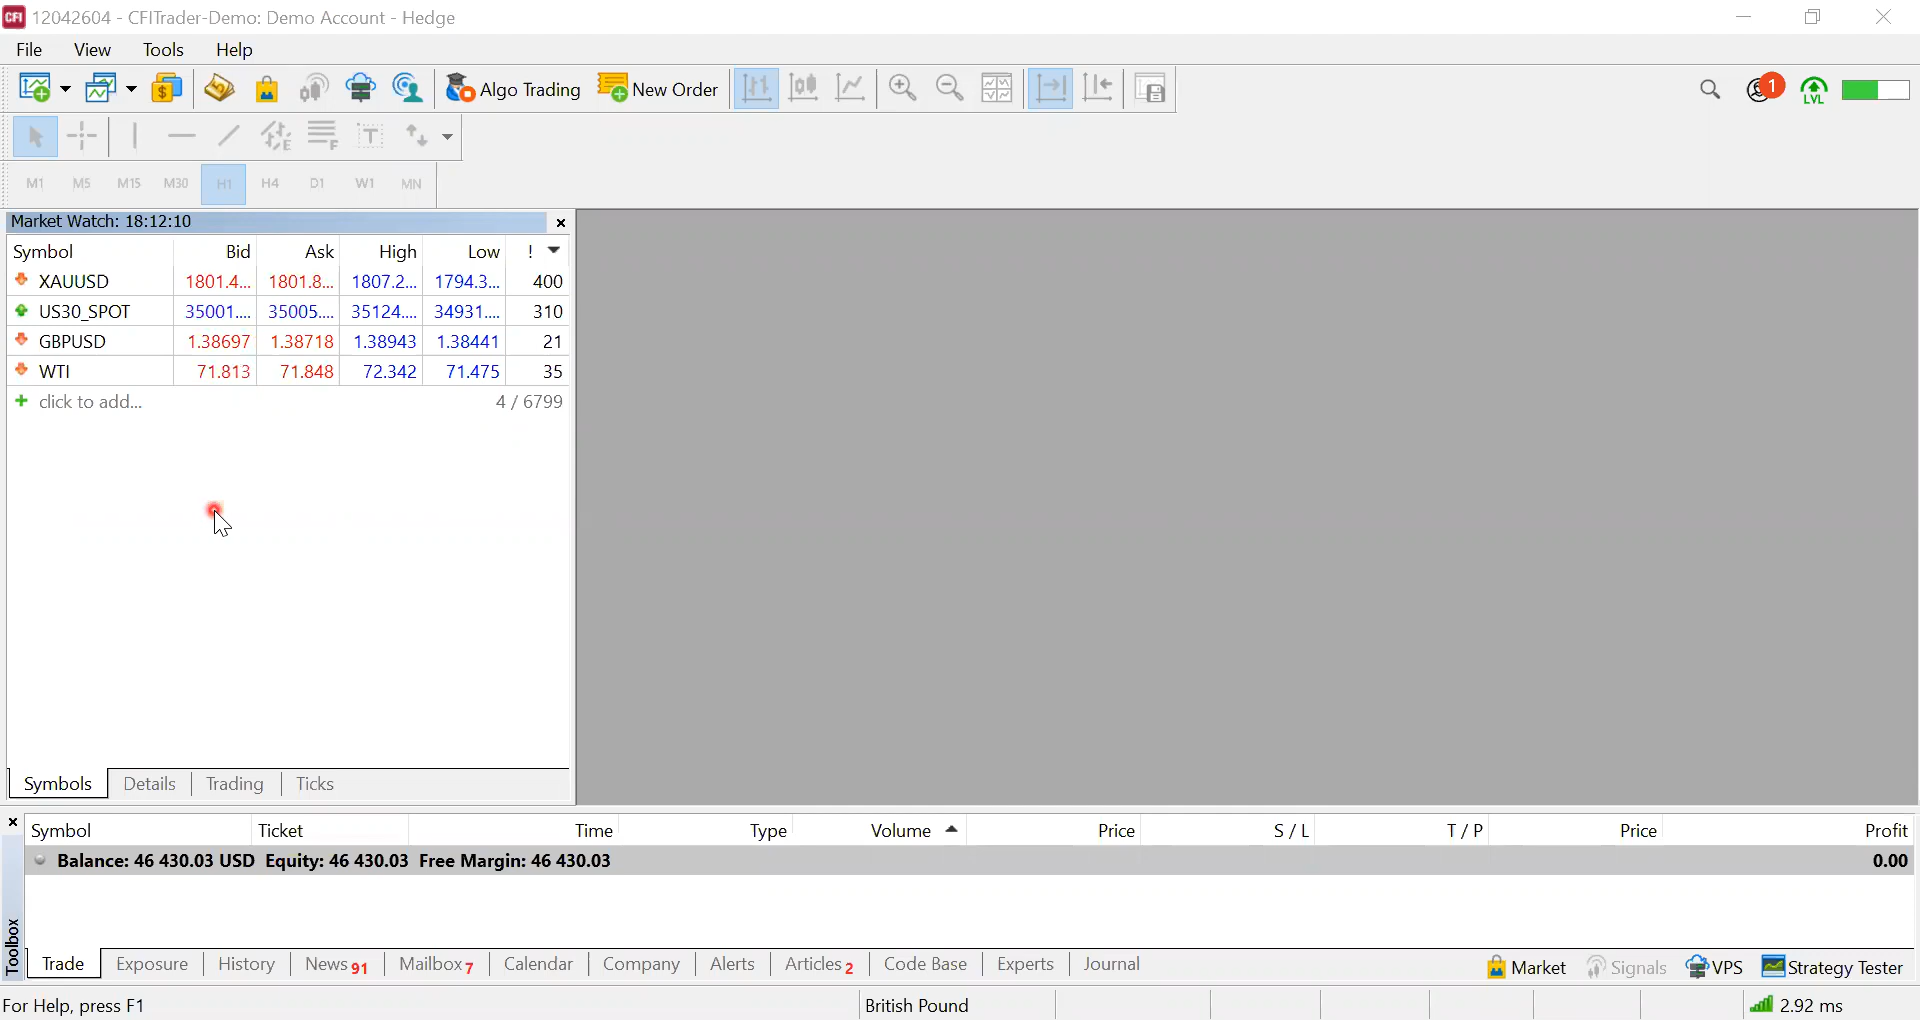 CFI 12042604 - CFITrader-Demo: Demo Account - Hedge
File View Tools Help
Algo Trading New Order 1 LVL
M1 M5 M15 M30 H1 H4 D1 W1 MN
Market Watch: 18:12:10
Symbol Bid Ask High Low !
XAUUSD 1801.4... 1801.8... 1807.2... 1794.3... 400
US30_SPOT 35001.... 35005.... 35124.... 34931.... 310
GBPUSD 1.38697 1.38718 1.38943 1.38441 21
WTI 71.813 71.848 72.342 71.475 35
click to add... 4 / 6799
Symbols Details Trading Ticks
Symbol Ticket Time Type Volume Price S / L T / P Price Profit
Balance: 46 430.03 USD Equity: 46 430.03 Free Margin: 46 430.03 0.00
Toolbox
Trade Exposure History News 91 Mailbox 7 Calendar Company Alerts Articles 2 Code Base Experts Journal Market Signals VPS Strategy Tester
For Help, press F1 British Pound 2.92 ms